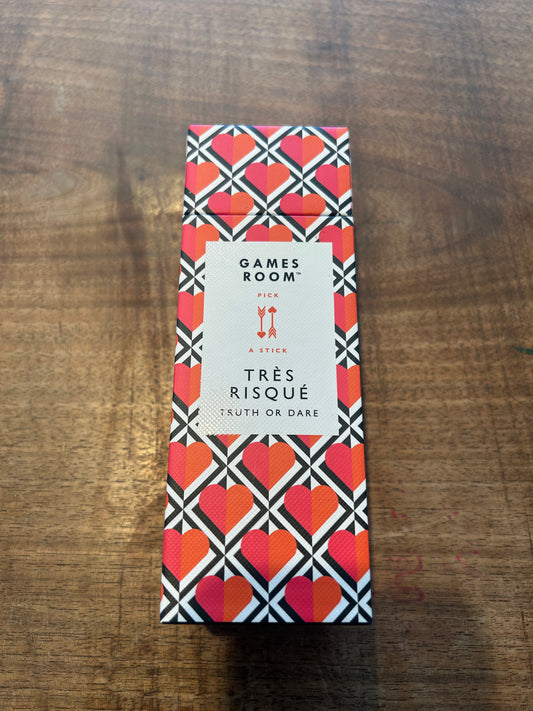 GAMES
ROOM™
PICK
A STICK
TRÈS
RISQUÉ
TRUTH OR DARE